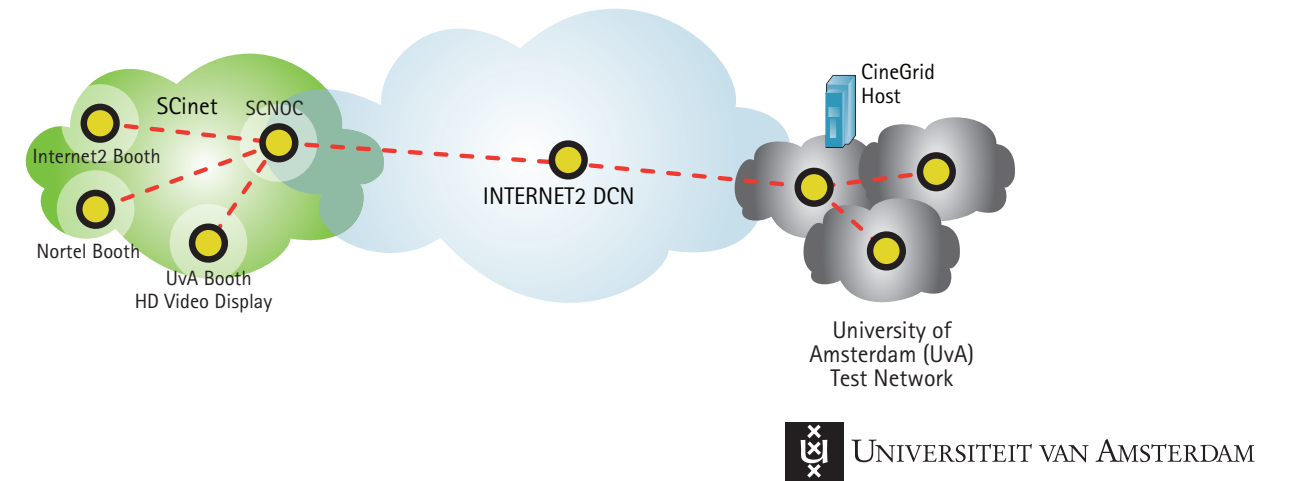 SCinet
SCNOC
Internet2 Booth
Nortel Booth
UvA Booth
HD Video Display
INTERNET2 DCN
CineGrid
Host
University of
Amsterdam (UvA)
Test Network
UNIVERSITEIT VAN AMSTERDAM